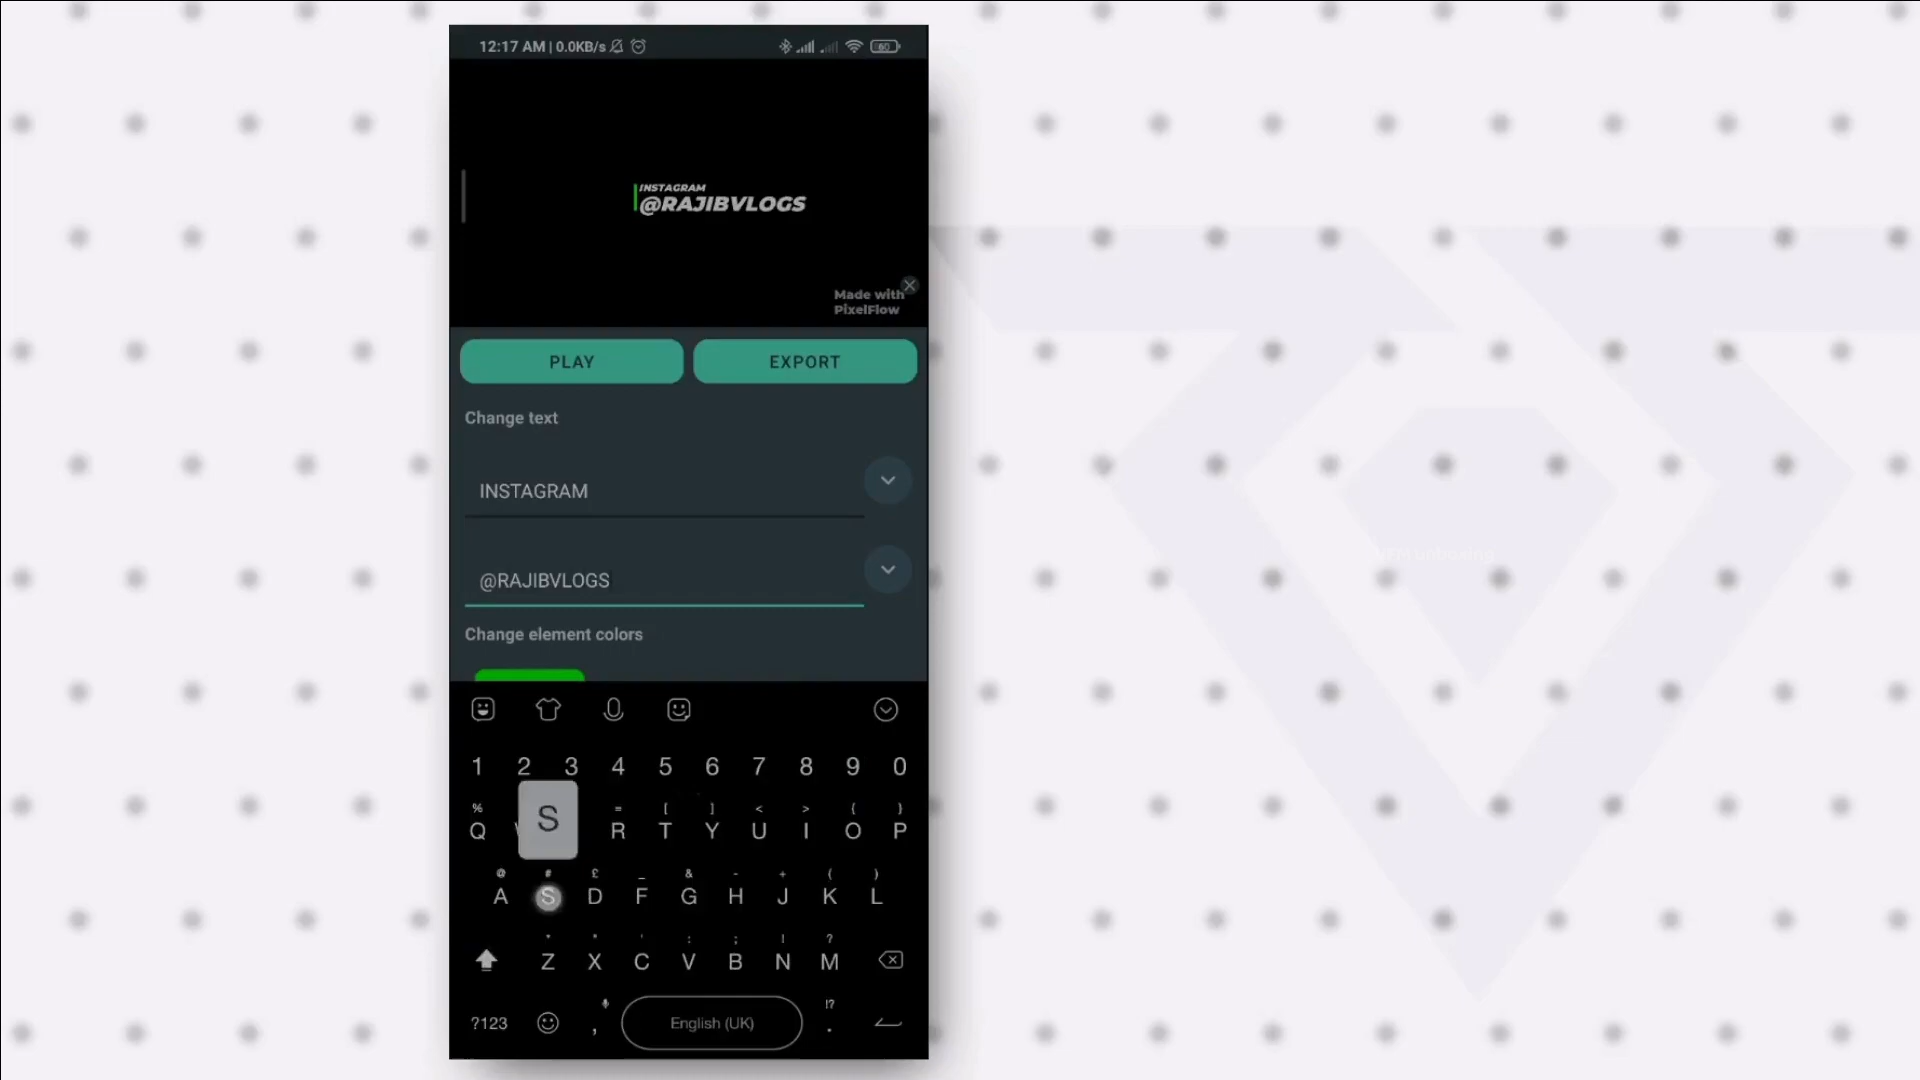 12:17 AM | 0.0KB/s
60
INSTAGRAM
@RAJIBVLOGS
Made with
PixelFlow
PLAY
EXPORT
Change text
INSTAGRAM
@RAJIBVLOGS
Change element colors
1 2 3 4 5 6 7 8 9 0
S
% = [ ] < > { }
Q R T Y U I O P
@ # £ _ & - + ( )
A S D F G H J K L
* " ' : ; ! ?
Z X C V B N M
?123 , English (UK) !? .